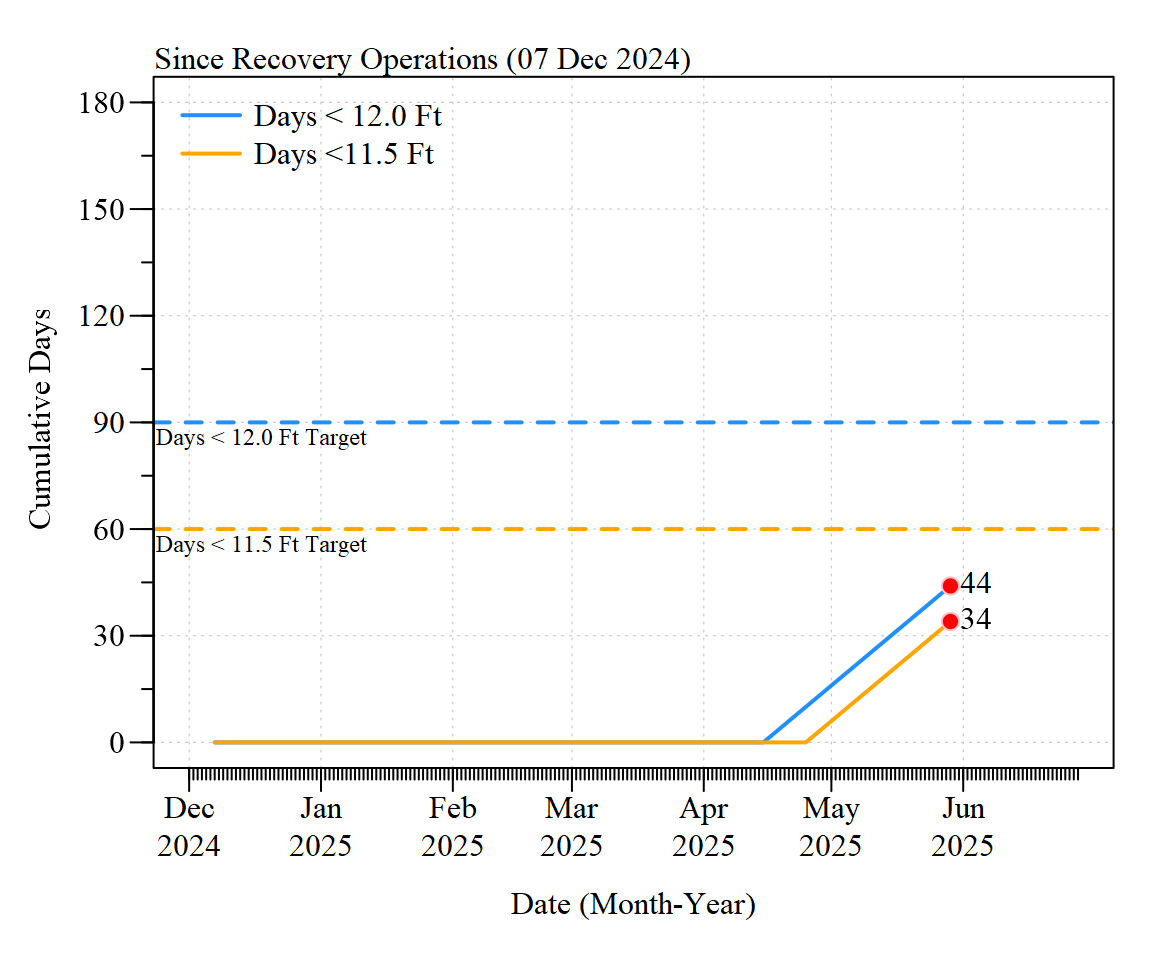 Since Recovery Operations (07 Dec 2024)
Days < 12.0 Ft
Days <11.5 Ft
180
150
120
90
60
30
0
Cumulative Days
Days < 12.0 Ft Target
Days < 11.5 Ft Target
44
34
Dec Jan Feb Mar Apr May Jun
2024 2025 2025 2025 2025 2025 2025
Date (Month-Year)